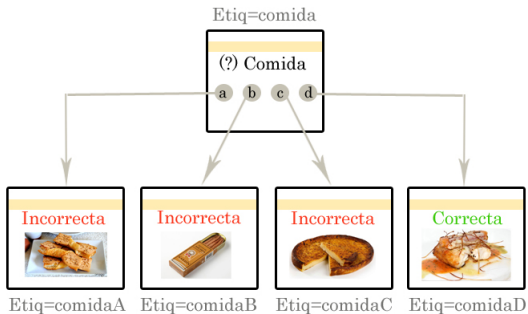 Etiq=comida
(?) Comida
a b c d
Incorrecta Incorrecta Incorrecta Correcta
Etiq=comidaA Etiq=comidaB Etiq=comidaC Etiq=comidaD